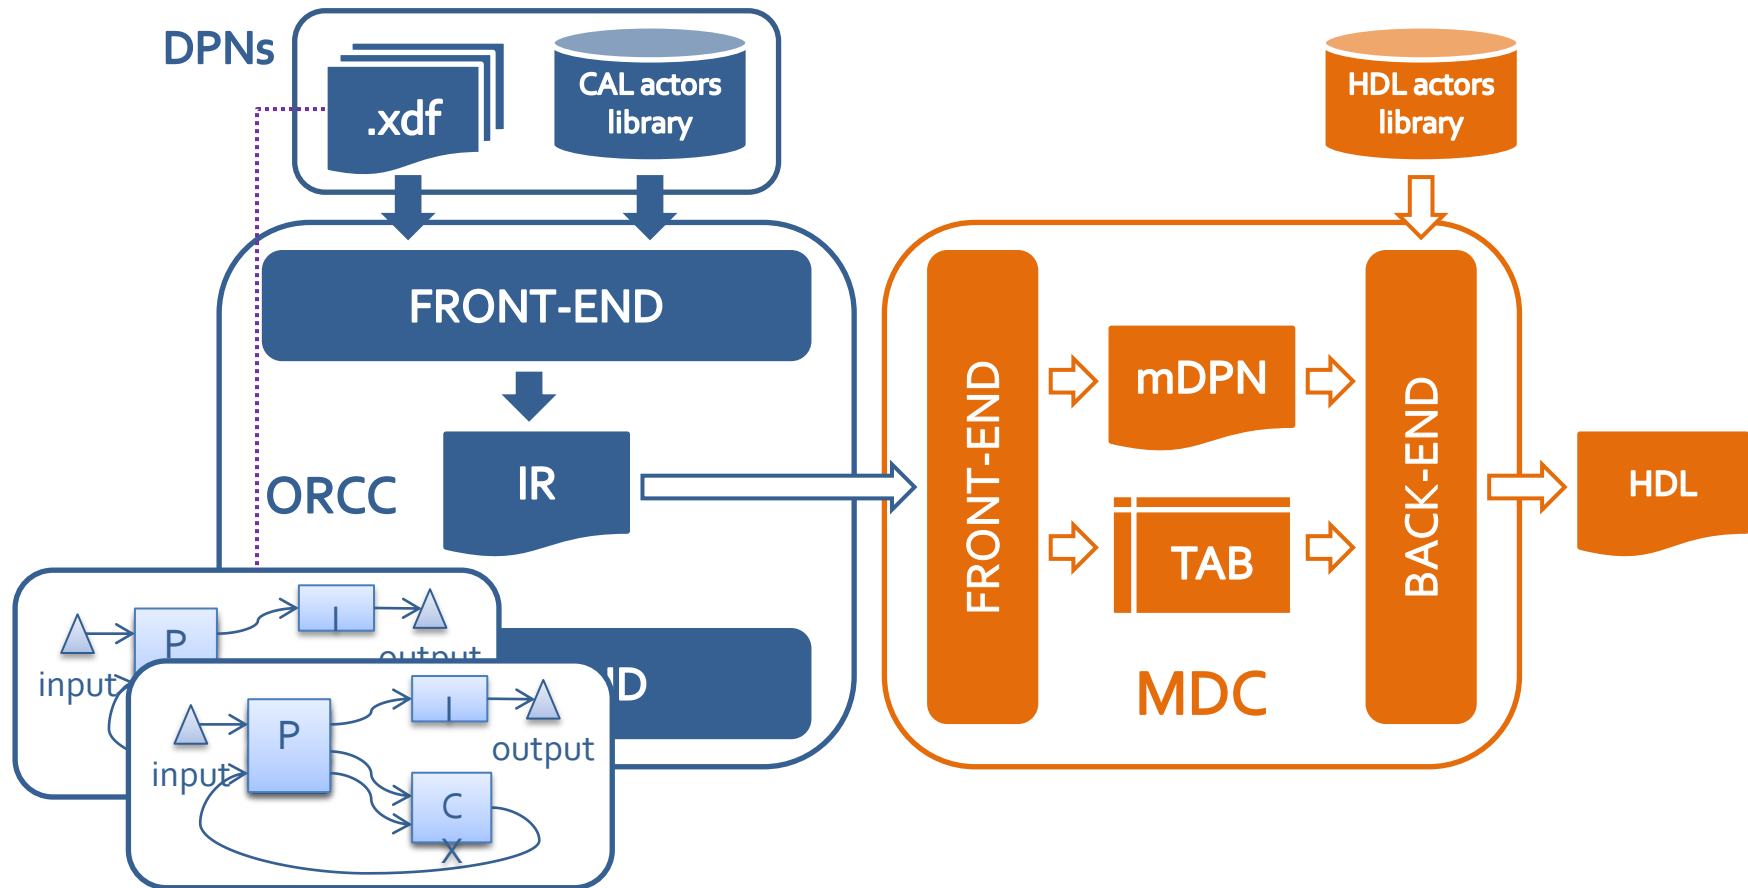 DPNs
.xdf
CAL actors
library
HDL actors
library
FRONT-END
IR
ORCC
FRONT-END
mDPN
TAB
BACK-END
MDC
HDL
P
I
input
output
ND
P
I
input
output
C
X